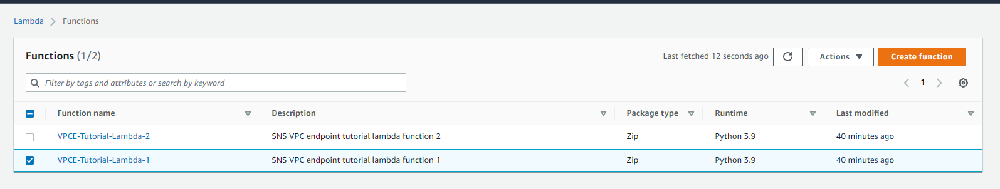 Lambda Functions
Functions (1/2) Last fetched 12 seconds ago Actions Create function
Filter by tags and attributes or search by keyword 1
Function name Description Package type Runtime Last modified
VPCE-Tutorial-Lambda-2 SNS VPC endpoint tutorial lambda function 2 Zip Python 3.9 40 minutes ago
VPCE-Tutorial-Lambda-1 SNS VPC endpoint tutorial lambda function 1 Zip Python 3.9 40 minutes ago